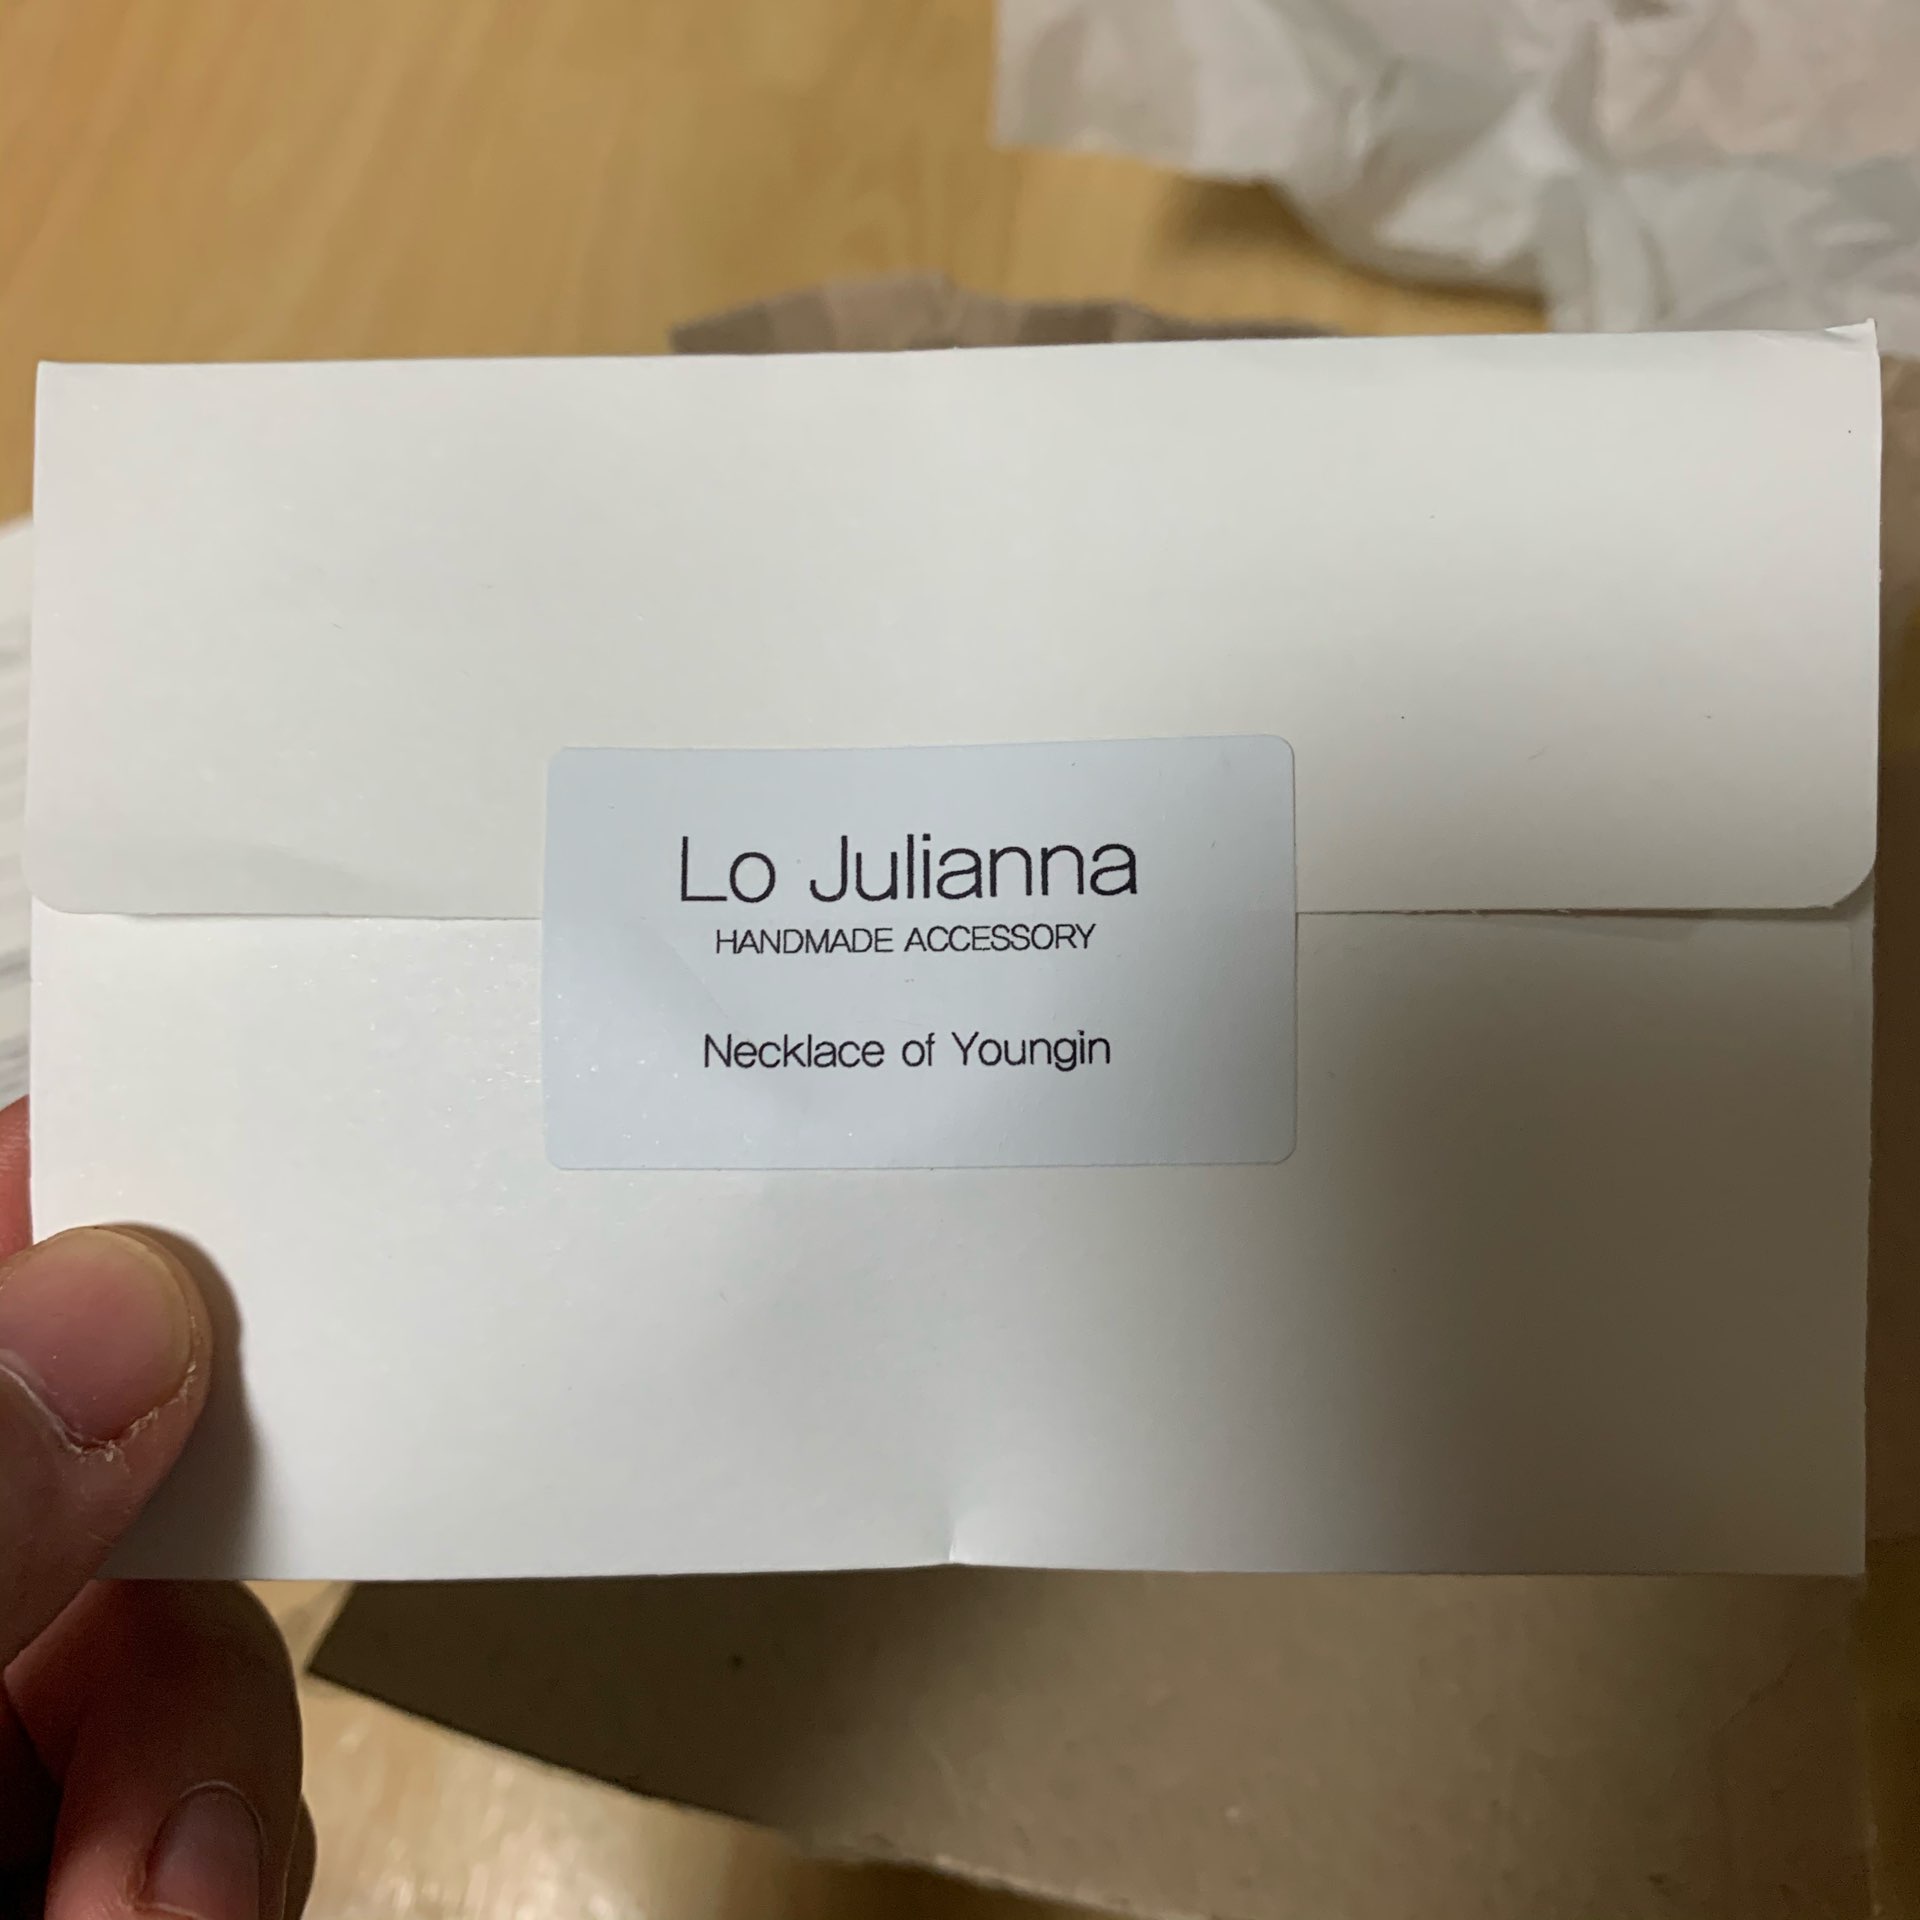 Lo Julianna
HANDMADE ACCESSORY
Necklace of Youngin